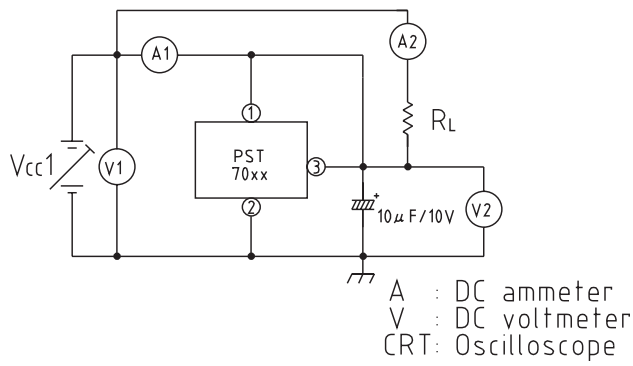 A1
A2
RL
1
Vcc1
V1
PST
70xx
3
+
10μF/10V
V2
2
A : DC ammeter
V : DC voltmeter
CRT: Oscilloscope